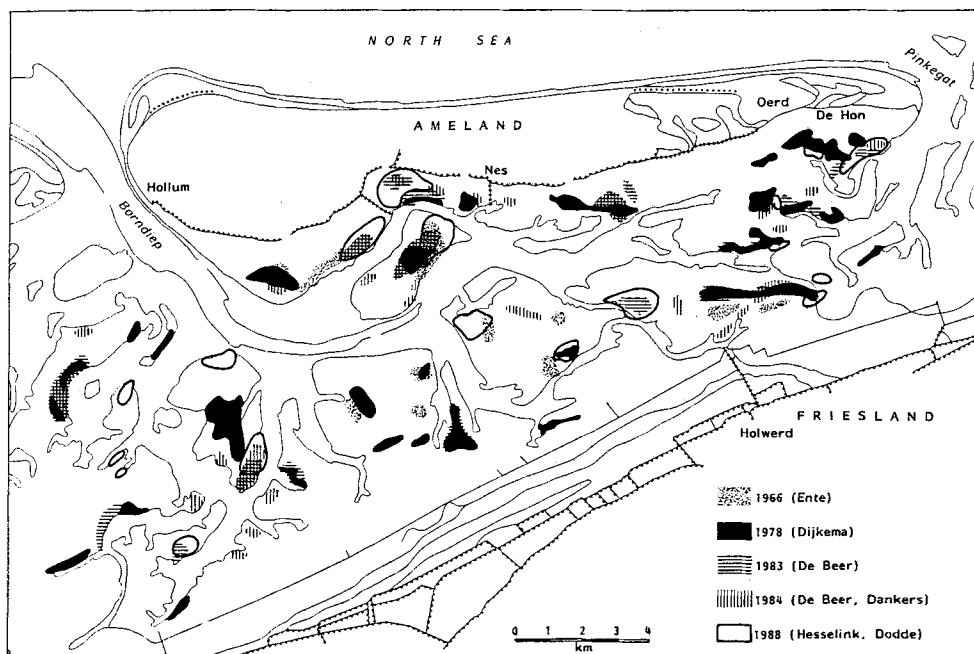 NORTH SEA
Pinkegat
Oerd
De Hon
AMELAND
Nes
Hollum
Borndiep
FRIESLAND
Holwerd
1966 (Ente)
1978 (Dijkema)
1983 (De Beer)
1984 (De Beer, Dankers)
1988 (Hesselink, Dodde)
0 1 2 3 4
km